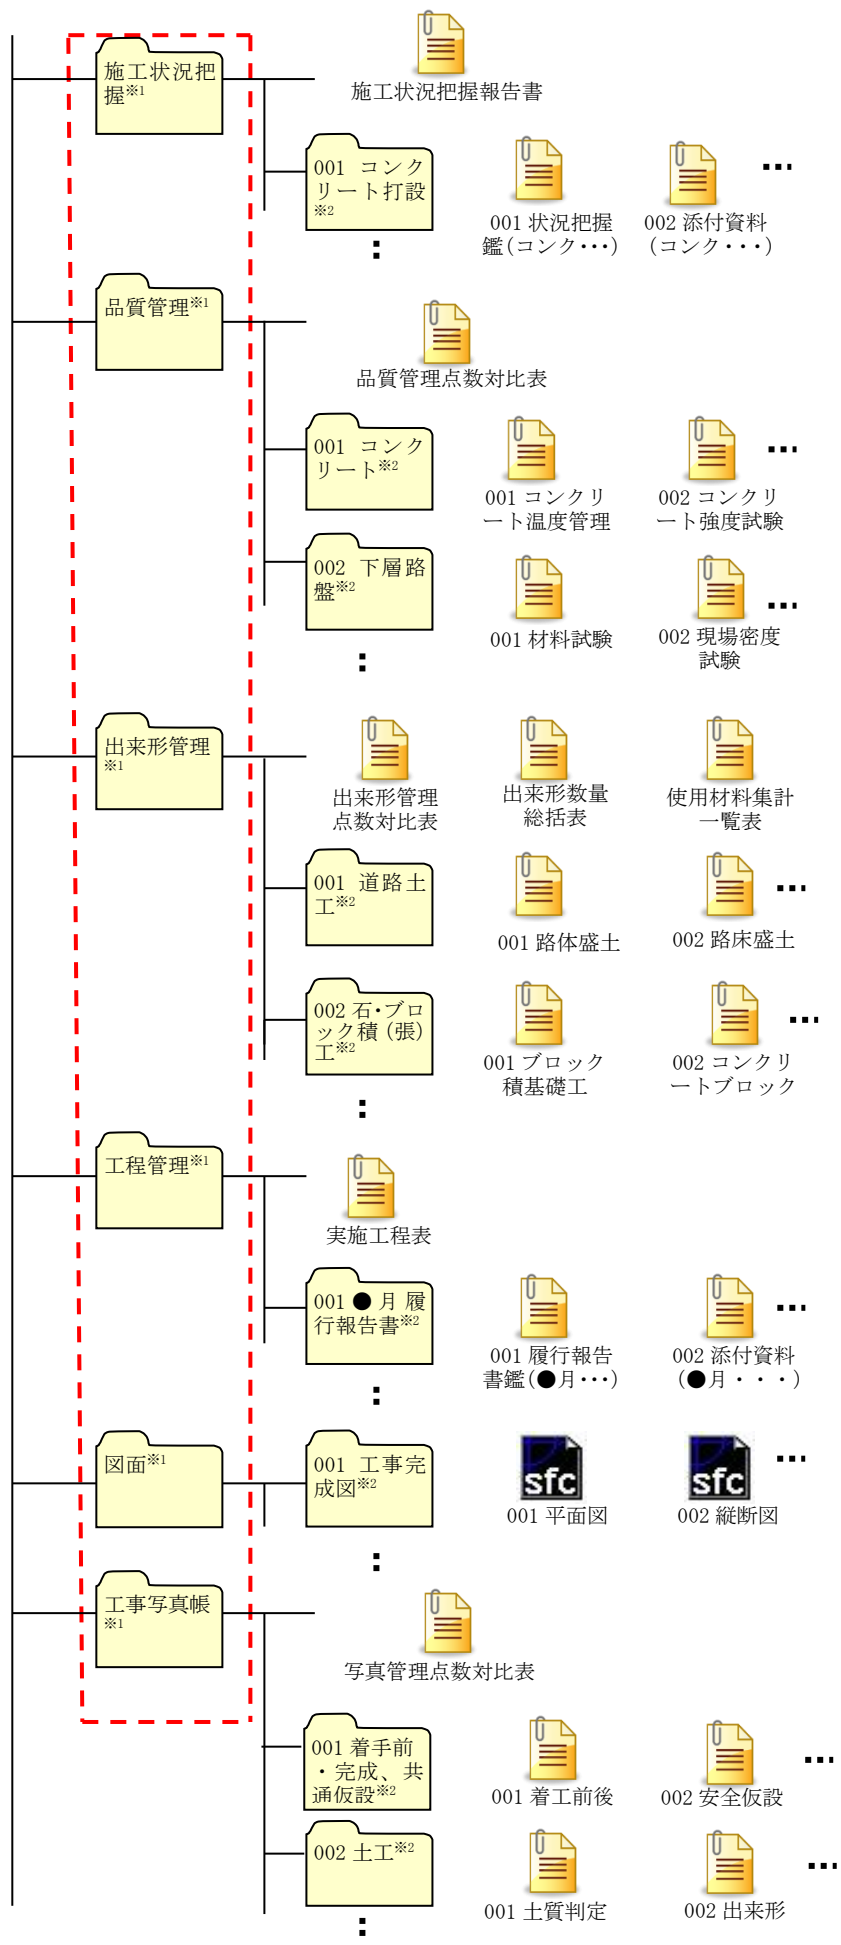 施工状況把
握※1
施工状況把握報告書
001 コンク
リート打設
※2
001 状況把握
鑑(コンク・・・)
002 添付資料
(コンク・・・)
…
：
品質管理※1
品質管理点数対比表
001 コンク
リート※2
001 コンクリ
ート温度管理
002 コンクリ
ート強度試験
…
002 下層路
盤※2
001 材料試験
002 現場密度
試験
…
：
出来形管理
※1
出来形管理
点数対比表
出来形数量
総括表
使用材料集計
一覧表
001 道路土
工※2
001 路体盛土
002 路床盛土
…
002 石・ブロ
ック積(張)
工※2
001 ブロック
積基礎工
002 コンクリ
ートブロック
…
：
工程管理※1
実施工程表
001 ● 月 履
行報告書※2
001 履行報告
書鑑(●月・・・)
002 添付資料
(●月・・・)
…
：
図面※1
001 工事完
成図※2
sfc
001 平面図
sfc
002 縦断図
…
：
工事写真帳
※1
写真管理点数対比表
001 着手前
・完成、共
通仮設※2
001 着工前後
002 安全仮設
…
002 土工※2
001 土質判定
002 出来形
…
：